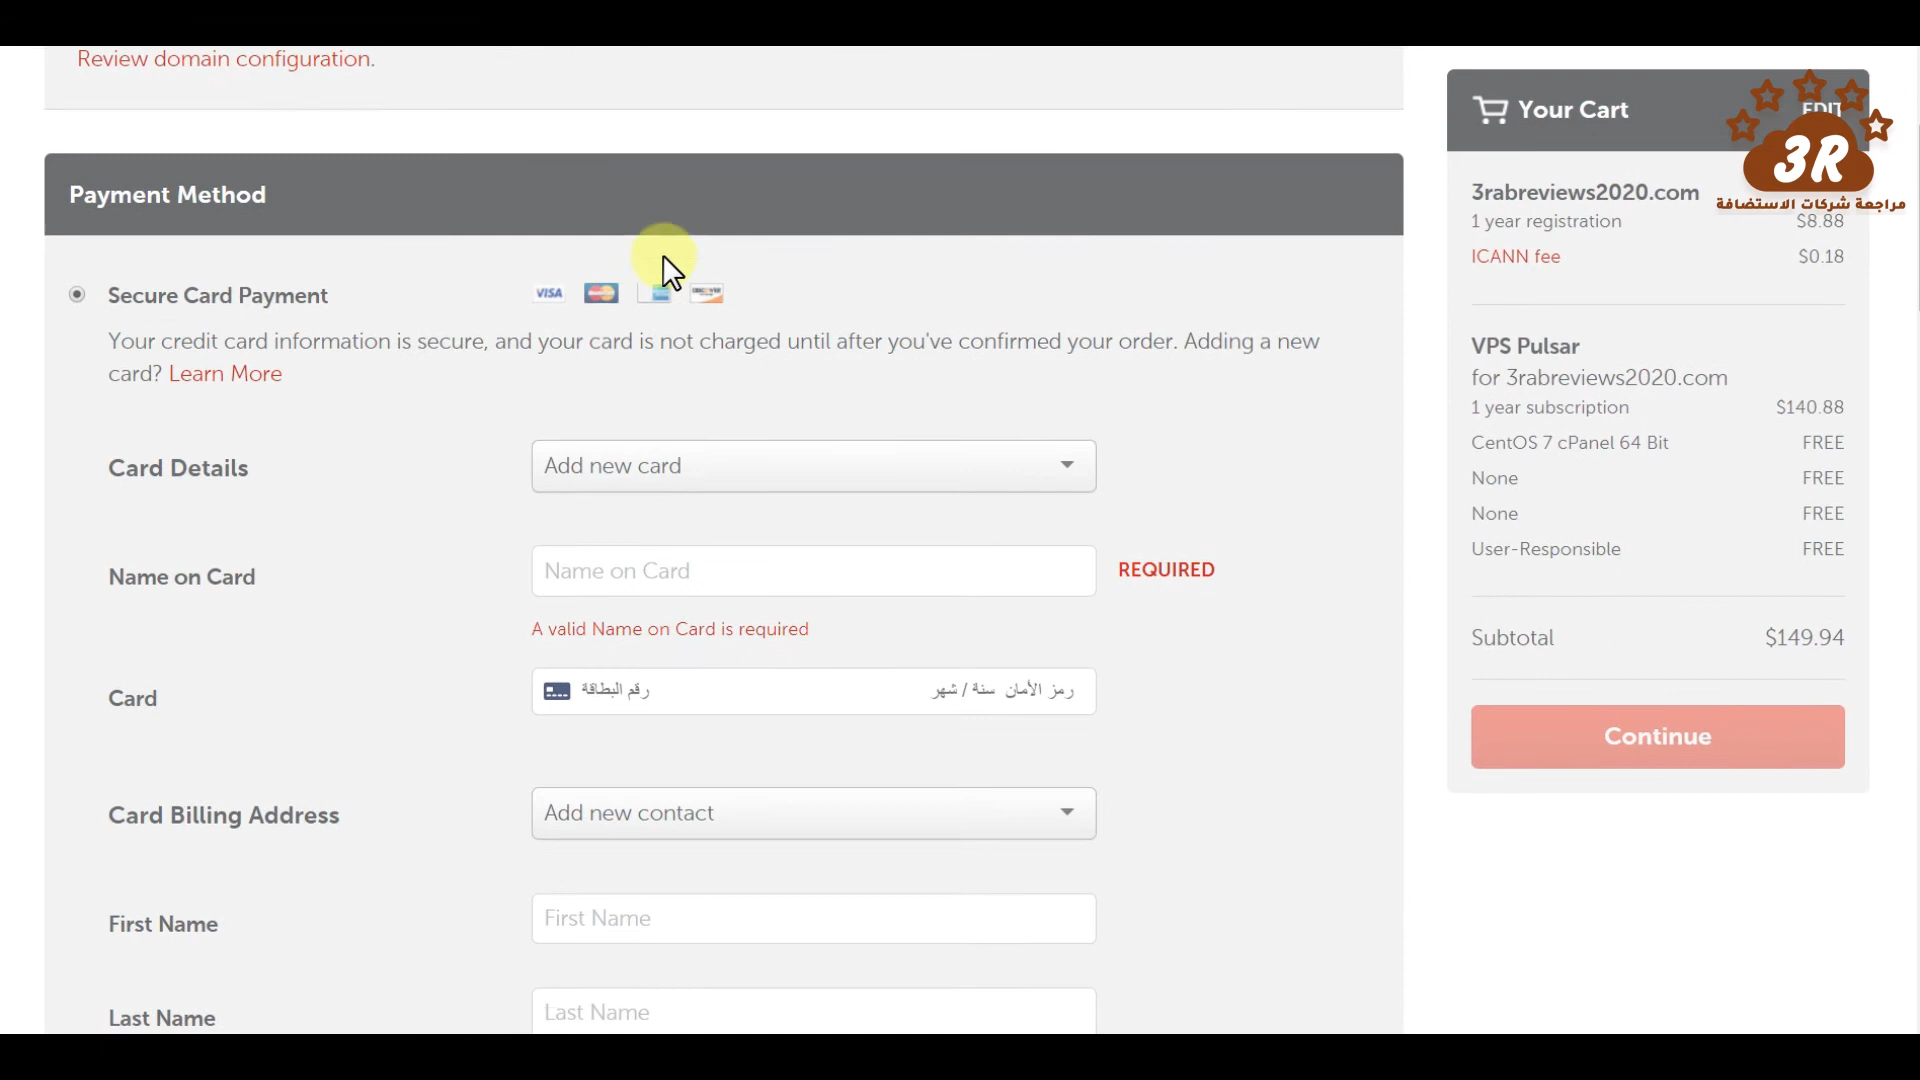 Review domain configuration.
Payment Method
Secure Card Payment
VISA
DISCOVER
Your credit card information is secure, and your card is not charged until after you've confirmed your order. Adding a new
card? Learn More
Card Details
Add new card
Name on Card
Name on Card
REQUIRED
A valid Name on Card is required
Card
رقم البطاقة
شهر / سنة
رمز الأمان
Card Billing Address
Add new contact
First Name
First Name
Last Name
Last Name
Your Cart
EDIT
3R
مراجعة شركات الاستضافة
3rabreviews2020.com
1 year registration $8.88
ICANN fee $0.18
VPS Pulsar
for 3rabreviews2020.com
1 year subscription $140.88
CentOS 7 cPanel 64 Bit FREE
None FREE
None FREE
User-Responsible FREE
Subtotal $149.94
Continue